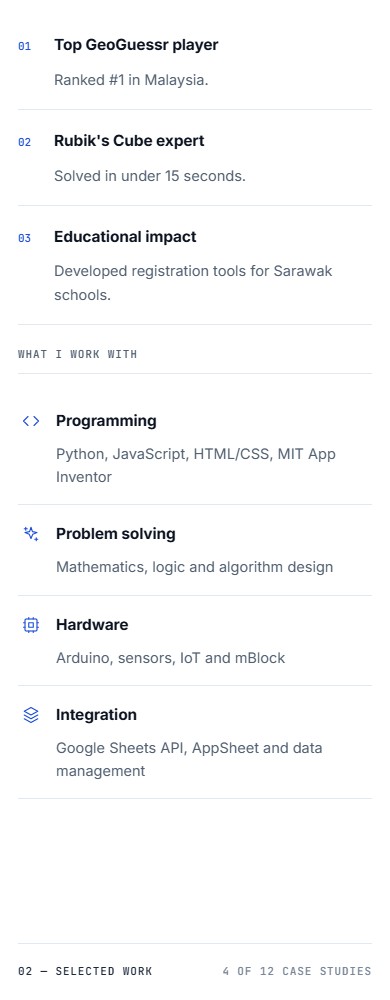 01 Top GeoGuessr player
Ranked #1 in Malaysia.
02 Rubik's Cube expert
Solved in under 15 seconds.
03 Educational impact
Developed registration tools for Sarawak
schools.
WHAT I WORK WITH
Programming
Python, JavaScript, HTML/CSS, MIT App
Inventor
Problem solving
Mathematics, logic and algorithm design
Hardware
Arduino, sensors, IoT and mBlock
Integration
Google Sheets API, AppSheet and data
management
02 — SELECTED WORK 4 OF 12 CASE STUDIES